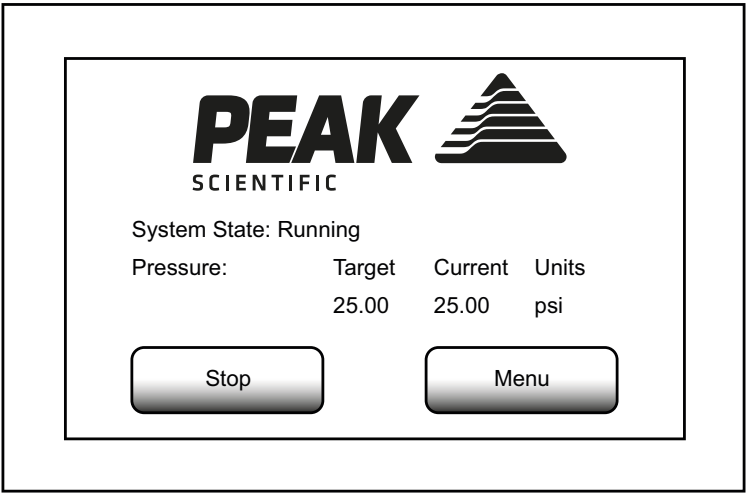 PEAK
SCIENTIFIC
System State: Running
Pressure: Target Current Units
25.00 25.00 psi
Stop Menu